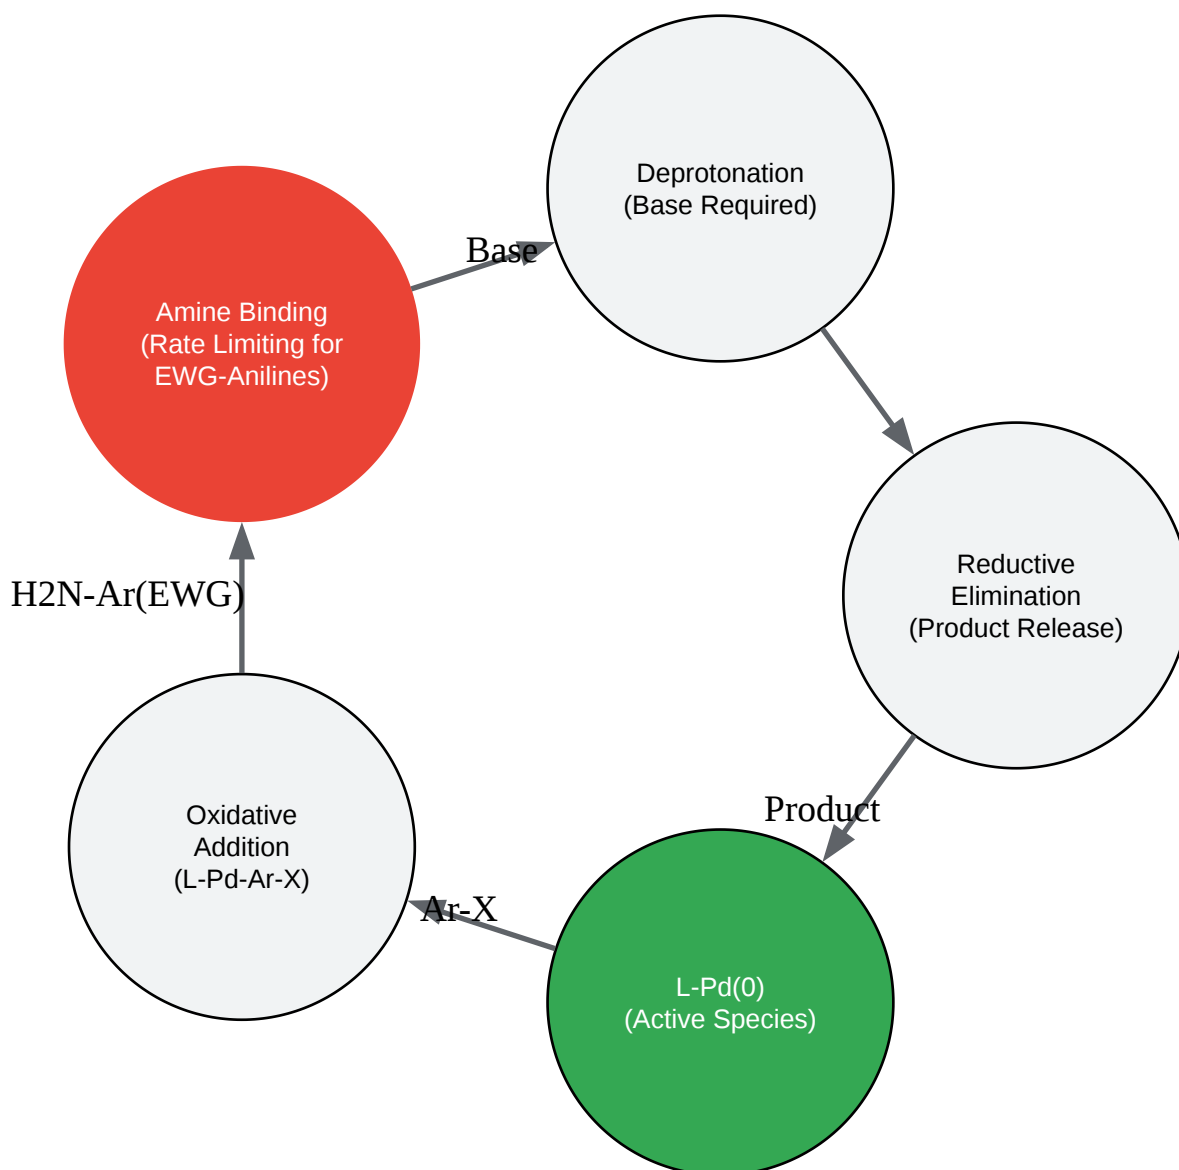 Deprotonation
(Base Required)
Base
Amine Binding
(Rate Limiting for
EWG-Anilines)
Reductive
Elimination
(Product Release)
H2N-Ar(EWG)
Product
Oxidative
Addition
(L-Pd-Ar-X)
Ar-X
L-Pd(0)
(Active Species)